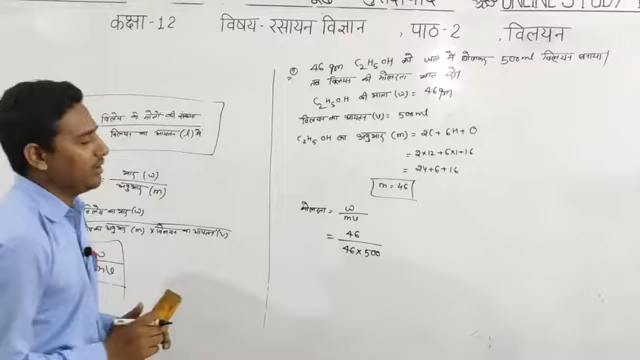 ONLINE STUDY
कक्षा-12 विषय-रसायन विज्ञान , पाठ-2 , विलयन
विलेय के मोलों की संख्या
विलयन का आयतन (L) में
= भार (w)
अणुभार (m)
विलेय का भार (w)
विलेय का अणुभार (m) × विलयन का आयतन (V)
w
mv
① 46 gm C₂H₅OH को जल में घोलकर 500ml विलयन बनाया।
विलयन की मोलरता ज्ञात करो।
C₂H₅OH की मात्रा (w) = 46gm
विलयन का आयतन (v) = 500ml
C₂H₅OH का अणुभार (m) = 2C + 6H + O
= 2×12 + 6×1 + 16
= 24 + 6 + 16
m = 46
मोलरता = w
mv
= 46
46×500